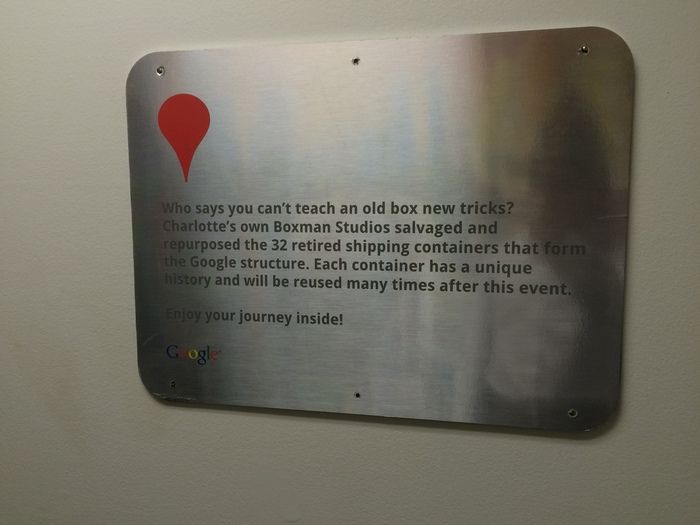 Who says you can't teach an old box new tricks?
Charlotte's own Boxman Studios salvaged and
repurposed the 32 retired shipping containers that form
the Google structure. Each container has a unique
history and will be reused many times after this event.
Enjoy your journey inside!
Google